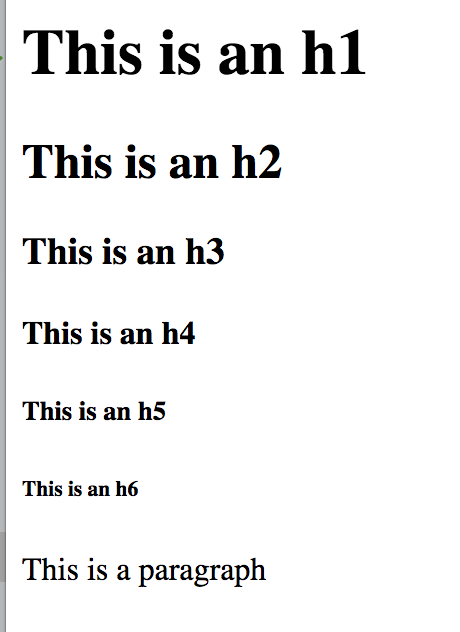 This is an h1
This is an h2
This is an h3
This is an h4
This is an h5
This is an h6
This is a paragraph